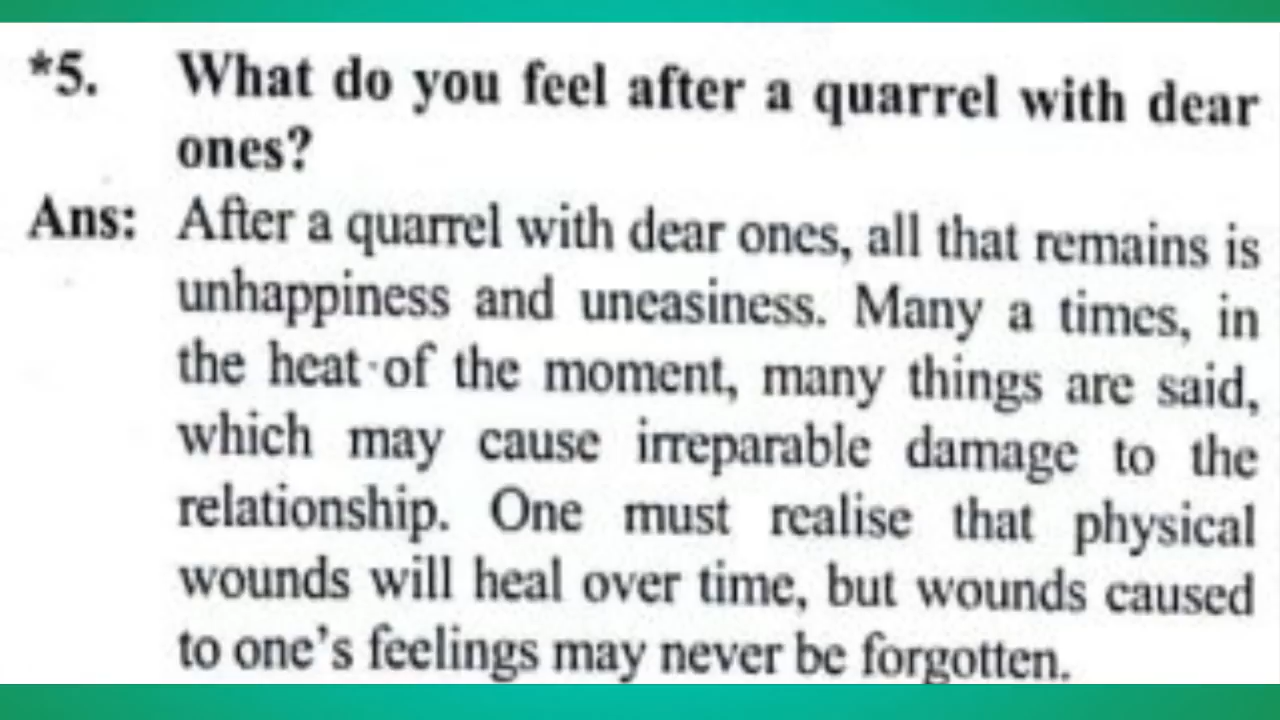 *5. What do you feel after a quarrel with dear
ones?
Ans: After a quarrel with dear ones, all that remains is
unhappiness and uneasiness. Many a times, in
the heat of the moment, many things are said,
which may cause irreparable damage to the
relationship. One must realise that physical
wounds will heal over time, but wounds caused
to one's feelings may never be forgotten.